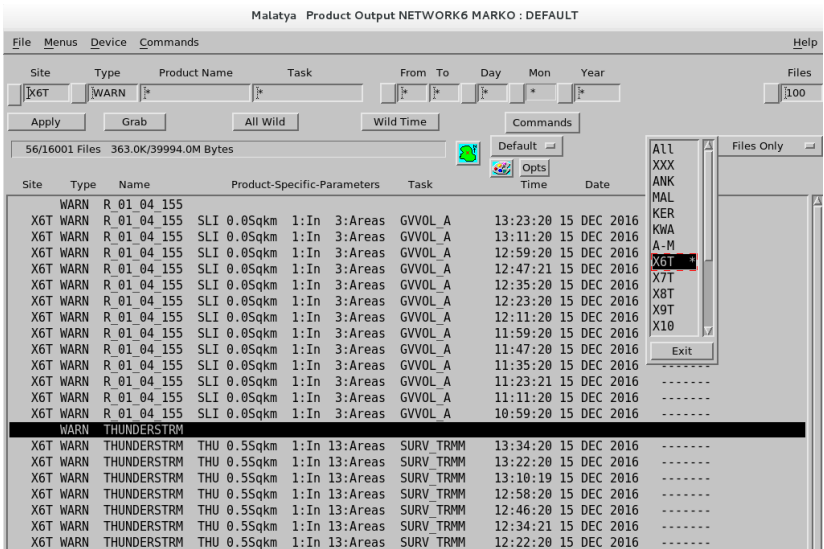 Malatya Product Output NETWORK6 MARKO : DEFAULT
File Menus Device Commands Help
Site Type Product Name Task From To Day Mon Year Files
X6T WARN * * * * * * * 100
Apply Grab All Wild Wild Time Commands
56/16001 Files 363.0K/39994.0M Bytes Default Files Only
Opts
Site Type Name Product-Specific-Parameters Task Time Date
WARN R_01_04_155
X6T WARN R_01_04_155 SLI 0.0Sqkm 1:In 3:Areas GVVOL_A 13:23:20 15 DEC 2016
X6T WARN R_01_04_155 SLI 0.0Sqkm 1:In 3:Areas GVVOL_A 13:11:20 15 DEC 2016
X6T WARN R_01_04_155 SLI 0.0Sqkm 1:In 3:Areas GVVOL_A 12:59:20 15 DEC 2016
X6T WARN R_01_04_155 SLI 0.0Sqkm 1:In 3:Areas GVVOL_A 12:47:21 15 DEC 2016
X6T WARN R_01_04_155 SLI 0.0Sqkm 1:In 3:Areas GVVOL_A 12:35:20 15 DEC 2016
X6T WARN R_01_04_155 SLI 0.0Sqkm 1:In 3:Areas GVVOL_A 12:23:20 15 DEC 2016
X6T WARN R_01_04_155 SLI 0.0Sqkm 1:In 3:Areas GVVOL_A 12:11:20 15 DEC 2016
X6T WARN R_01_04_155 SLI 0.0Sqkm 1:In 3:Areas GVVOL_A 11:59:20 15 DEC 2016
X6T WARN R_01_04_155 SLI 0.0Sqkm 1:In 3:Areas GVVOL_A 11:47:20 15 DEC 2016
X6T WARN R_01_04_155 SLI 0.0Sqkm 1:In 3:Areas GVVOL_A 11:35:20 15 DEC 2016 -------
X6T WARN R_01_04_155 SLI 0.0Sqkm 1:In 3:Areas GVVOL_A 11:23:21 15 DEC 2016 -------
X6T WARN R_01_04_155 SLI 0.0Sqkm 1:In 3:Areas GVVOL_A 11:11:20 15 DEC 2016 -------
X6T WARN R_01_04_155 SLI 0.0Sqkm 1:In 3:Areas GVVOL_A 10:59:20 15 DEC 2016 -------
WARN THUNDERSTRM
X6T WARN THUNDERSTRM THU 0.5Sqkm 1:In 13:Areas SURV_TRMM 13:34:20 15 DEC 2016 -------
X6T WARN THUNDERSTRM THU 0.5Sqkm 1:In 13:Areas SURV_TRMM 13:22:20 15 DEC 2016 -------
X6T WARN THUNDERSTRM THU 0.5Sqkm 1:In 13:Areas SURV_TRMM 13:10:19 15 DEC 2016 -------
X6T WARN THUNDERSTRM THU 0.5Sqkm 1:In 13:Areas SURV_TRMM 12:58:20 15 DEC 2016 -------
X6T WARN THUNDERSTRM THU 0.5Sqkm 1:In 13:Areas SURV_TRMM 12:46:20 15 DEC 2016 -------
X6T WARN THUNDERSTRM THU 0.5Sqkm 1:In 13:Areas SURV_TRMM 12:34:21 15 DEC 2016 -------
X6T WARN THUNDERSTRM THU 0.5Sqkm 1:In 13:Areas SURV_TRMM 12:22:20 15 DEC 2016 -------
All
XXX
ANK
MAL
KER
KWA
A-M
X6T *
X7T
X8T
X9T
X10
Exit